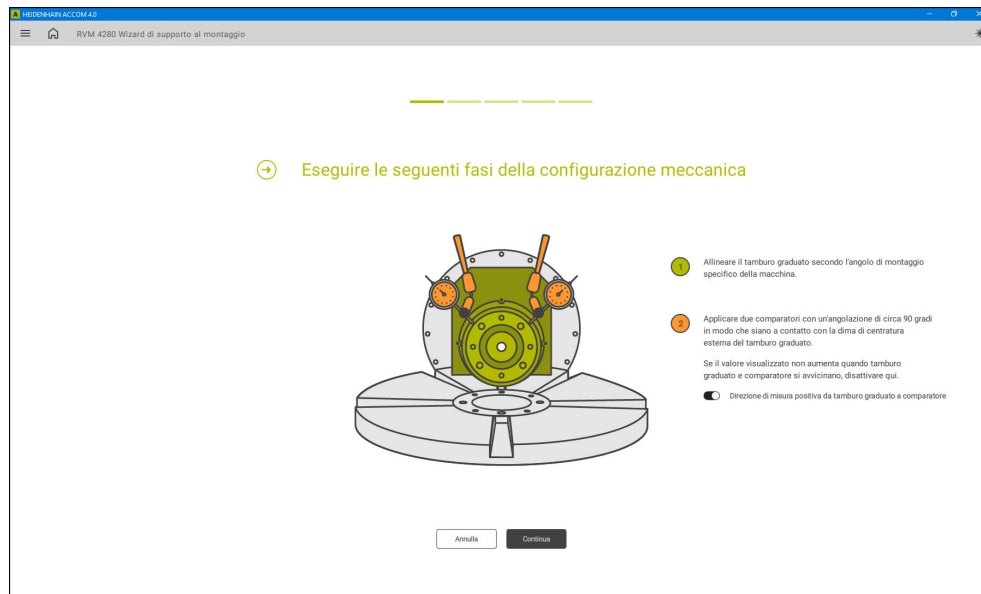 HEIDENHAIN ACCOM 4.0
RVM 4280 Wizard di supporto al montaggio
Eseguire le seguenti fasi della configurazione meccanica
1
Allineare il tamburo graduato secondo l'angolo di montaggio
specifico della macchina.
2
Applicare due comparatori con un'angolazione di circa 90 gradi
in modo che siano a contatto con la dima di centratura
esterna del tamburo graduato.
Se il valore visualizzato non aumenta quando tamburo
graduato e comparatore si avvicinano, disattivare qui.
Direzione di misura positiva da tamburo graduato a comparatore
Annulla
Continua